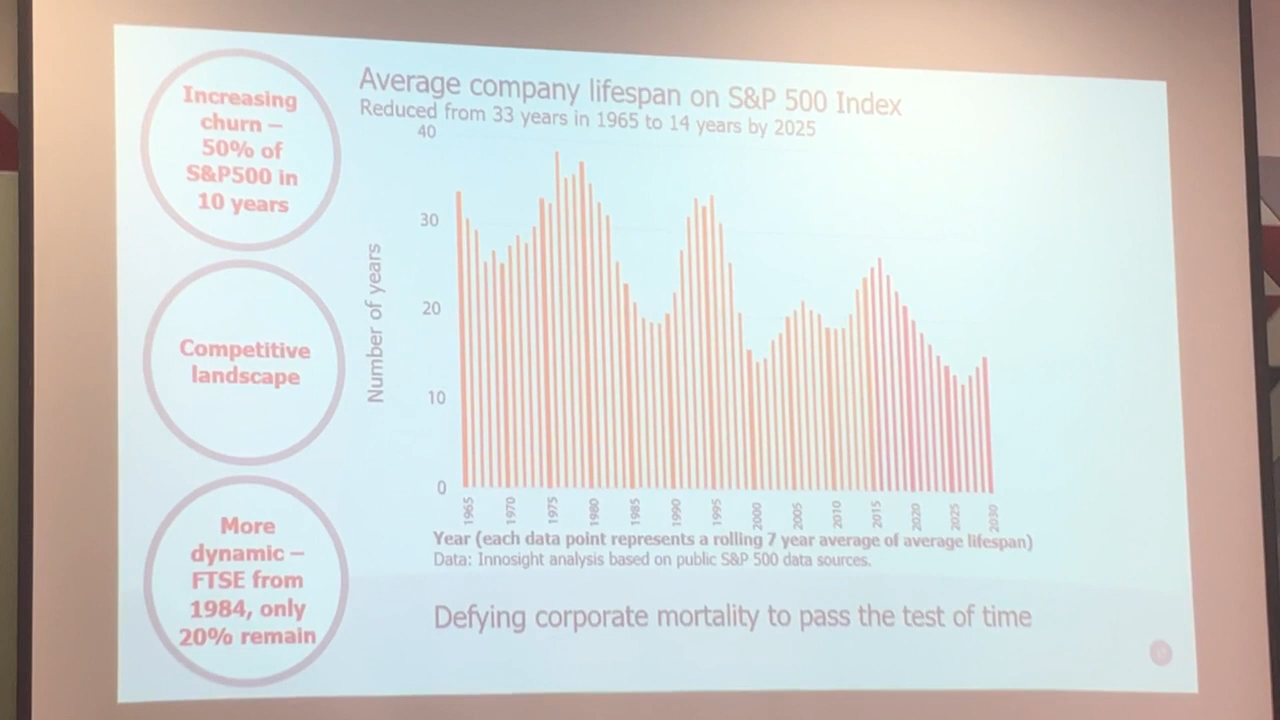 Increasing
churn –
50% of
S&P500 in
10 years
Competitive
landscape
More
dynamic –
FTSE from
1984, only
20% remain
Average company lifespan on S&P 500 Index
Reduced from 33 years in 1965 to 14 years by 2025
Number of years
40
30
20
10
0
1965 1970 1975 1980 1985 1990 1995 2000 2005 2010 2015 2020 2025 2030
Year (each data point represents a rolling 7 year average of average lifespan)
Data: Innosight analysis based on public S&P 500 data sources.
Defying corporate mortality to pass the test of time